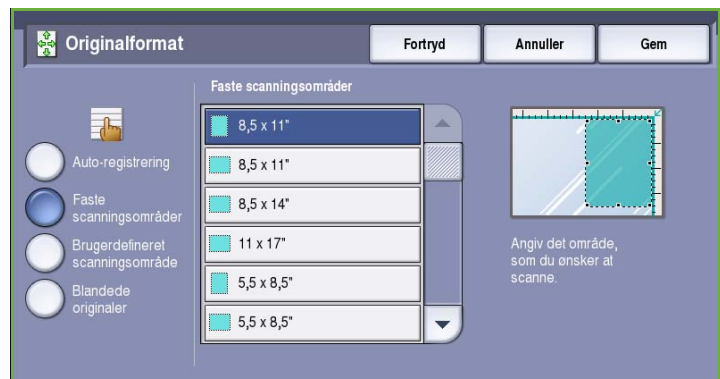 Originalformat
Fortryd
Annuller
Gem
Faste scanningsområder
Auto-registrering
Faste
scanningsområder
Brugerdefineret
scanningsområde
Blandede
originaler
8,5 x 11"
8,5 x 11"
8,5 x 14"
11 x 17"
5,5 x 8,5"
5,5 x 8,5"
Angiv det område,
som du ønsker at
scanne.